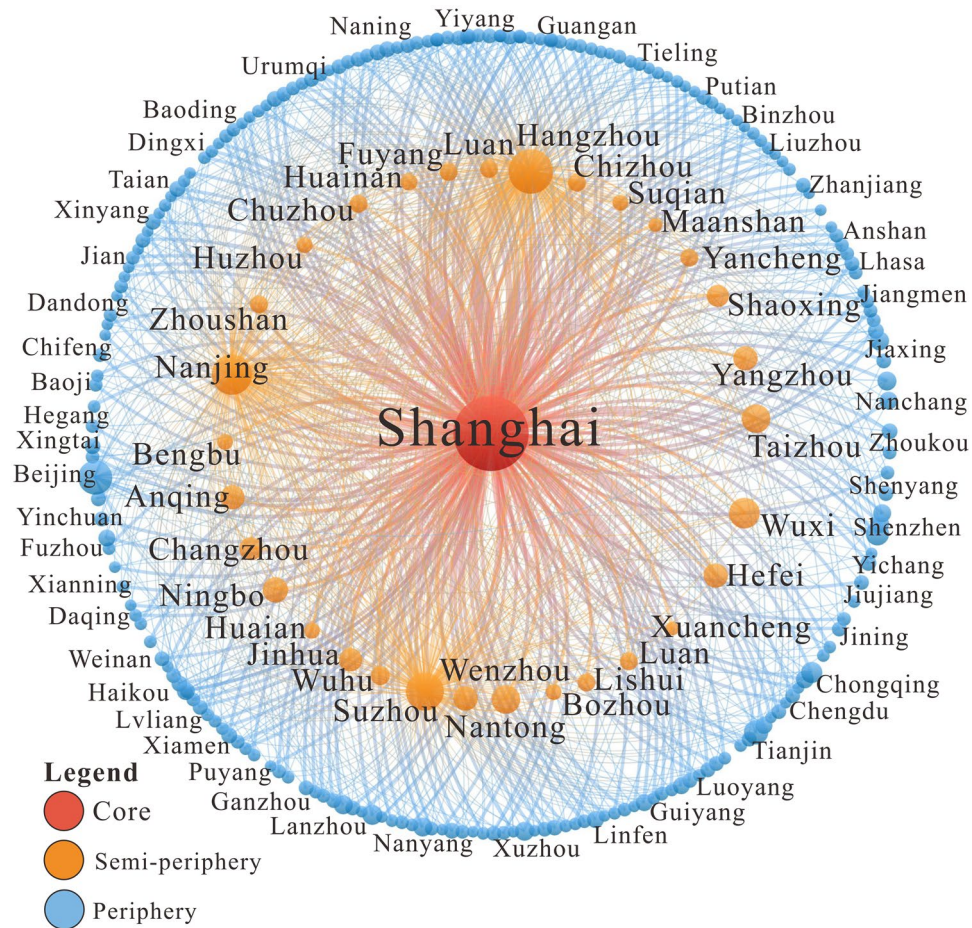 Naning
Yiyang
Guangan
Tieling
Urumqi
Putian
Baoding
Binzhou
Dingxi
Liuzhou
Taian
Zhanjiang
Xinyang
Anshan
Jian
Lhasa
Dandong
Jiangmen
Chifeng
Jiaxing
Baoji
Nanchang
Hegang
Zhoukou
Xingtai
Beijing
Shenyang
Yinchuan
Shenzhen
Fuzhou
Yichang
Xianning
Jiujiang
Daqing
Jining
Weinan
Chongqing
Haikou
Chengdu
Lvliang
Tianjin
Xiamen
Luoyang
Puyang
Guiyang
Ganzhou
Linfen
Lanzhou
Xuzhou
Nanyang
Hangzhou
Luan
Fuyang
Chizhou
Huainan
Suqian
Chuzhou
Maanshan
Huzhou
Yancheng
Zhoushan
Shaoxing
Nanjing
Yangzhou
Shanghai
Taizhou
Bengbu
Anqing
Wuxi
Changzhou
Hefei
Ningbo
Huaian
Xuancheng
Jinhua
Luan
Wuhu
Wenzhou
Lishui
Suzhou
Bozhou
Nantong
Legend
Core
Semi-periphery
Periphery